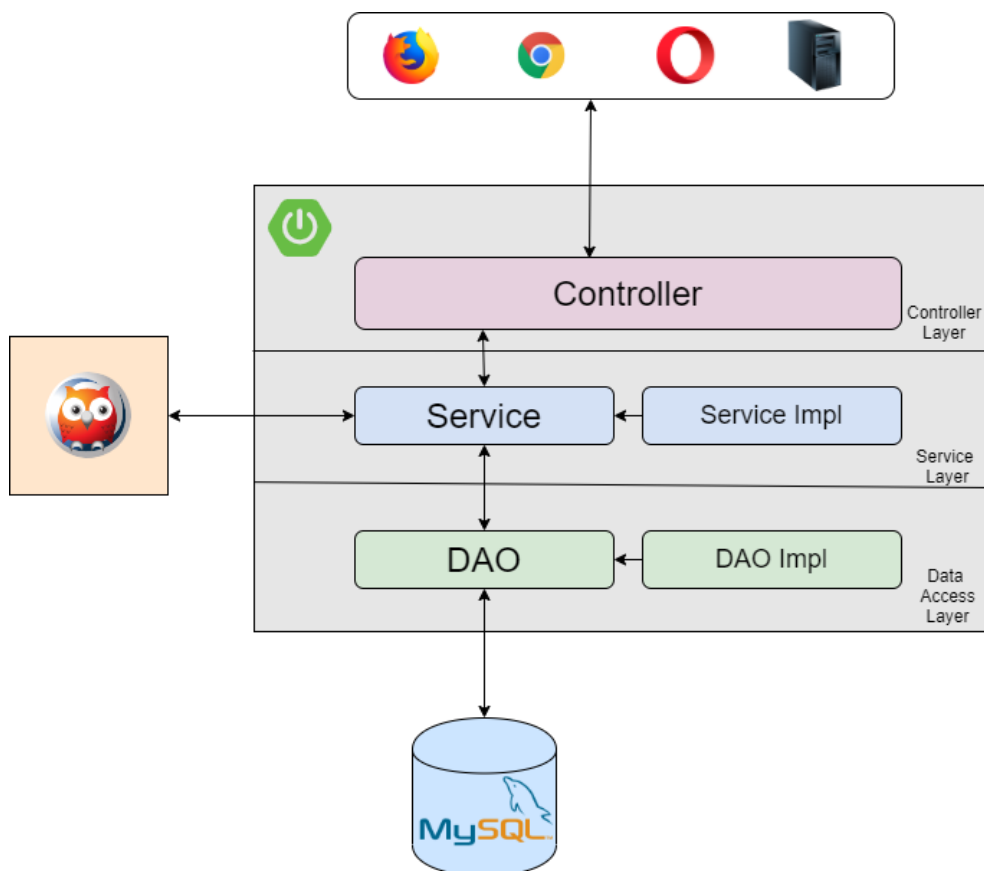 Controller
Controller
Layer
Service
Service Impl
Service
Layer
DAO
DAO Impl
Data
Access
Layer
MySQL